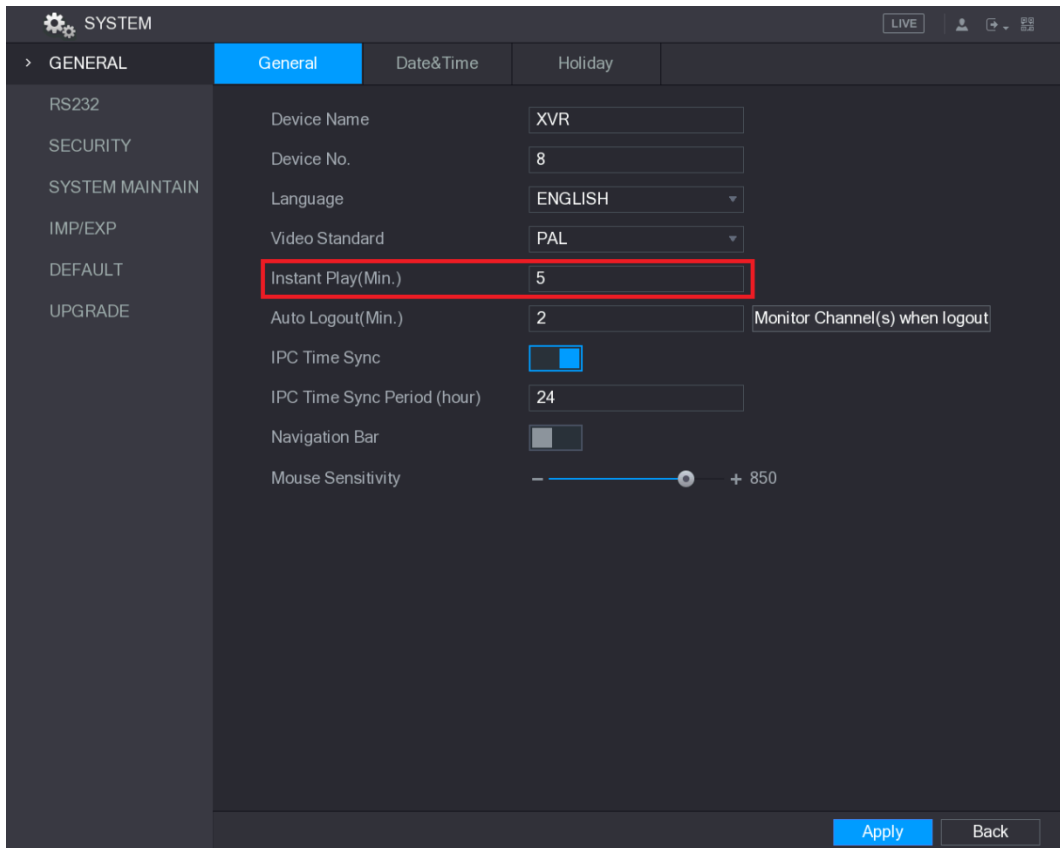 SYSTEM
LIVE
GENERAL
General Date&Time Holiday
RS232
SECURITY
SYSTEM MAINTAIN
IMP/EXP
DEFAULT
UPGRADE
Device Name XVR
Device No. 8
Language ENGLISH
Video Standard PAL
Instant Play(Min.) 5
Auto Logout(Min.) 2 Monitor Channel(s) when logout
IPC Time Sync
IPC Time Sync Period (hour) 24
Navigation Bar
Mouse Sensitivity 850
Apply Back